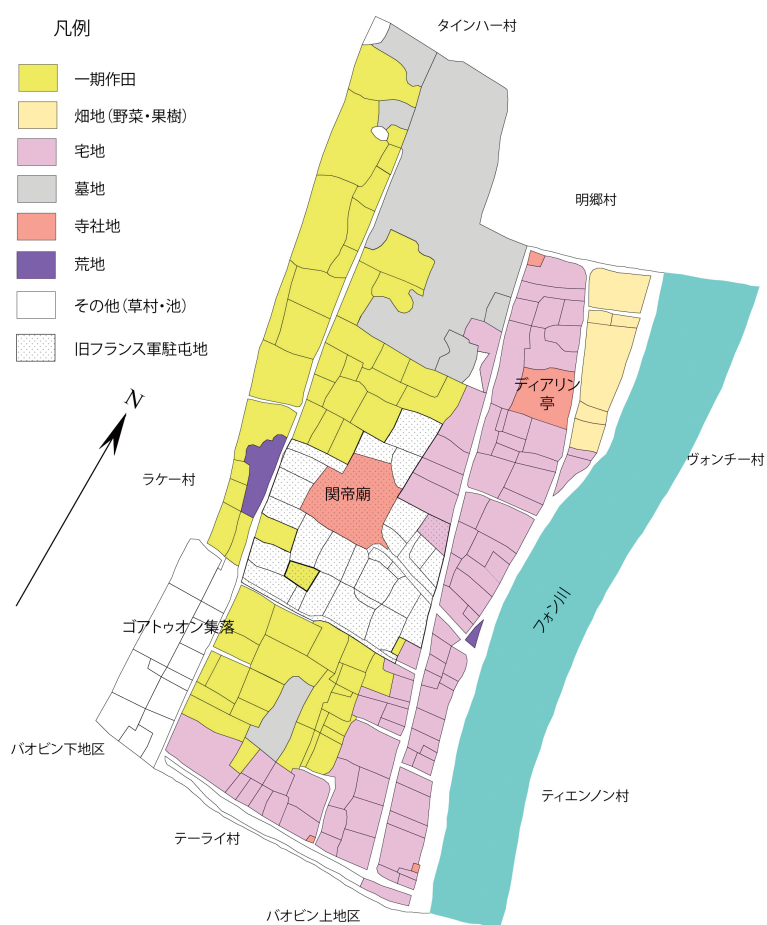 凡例
一期作田
畑地（野菜・果樹）
宅地
墓地
寺社地
荒地
その他（草村・池）
旧フランス軍駐屯地
タインハー村
明郷村
ディアリン
亭
N
ラケー村
関帝廟
ヴォンチー村
フォン川
ゴアトゥオン集落
バオビン下地区
ティエンノン村
テーライ村
バオビン上地区